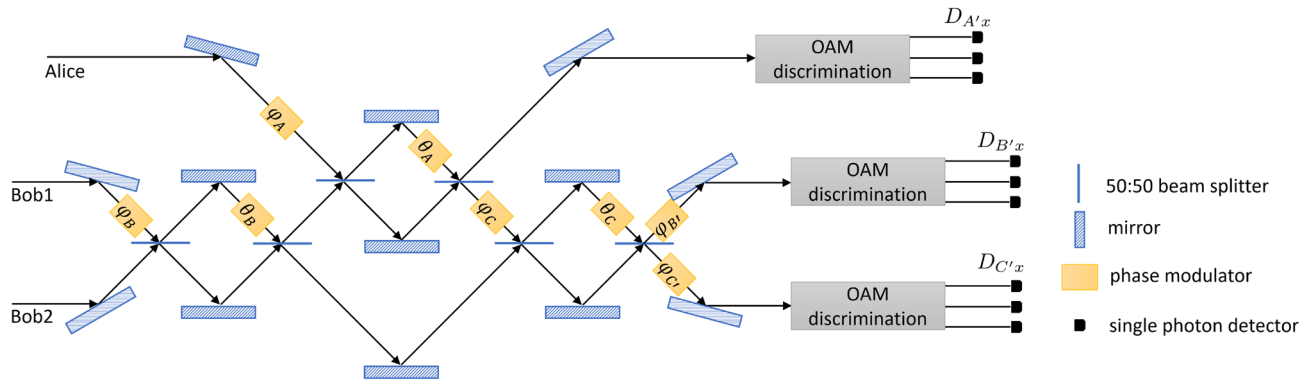 D_{A'x}
OAM
discrimination
Alice
φ_A
θ_A
D_{B'x}
Bob1
φ_B
θ_B
φ_C
θ_C
φ_{B'}
OAM
discrimination
50:50 beam splitter
mirror
D_{C'x}
φ_{C'}
Bob2
OAM
discrimination
phase modulator
single photon detector